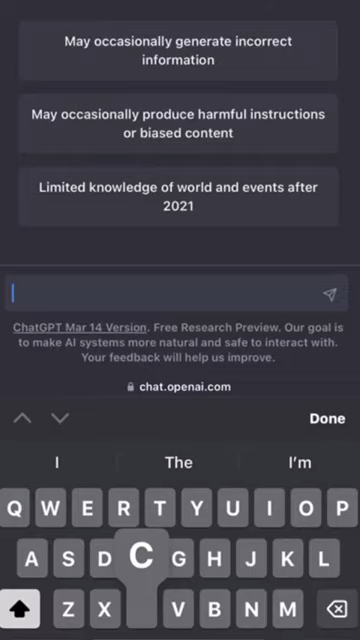 May occasionally generate incorrect
information
May occasionally produce harmful instructions
or biased content
Limited knowledge of world and events after
2021
ChatGPT Mar 14 Version. Free Research Preview. Our goal is
to make AI systems more natural and safe to interact with.
Your feedback will help us improve.
chat.openai.com
Done
I The I'm
Q W E R T Y U I O P
A S D C G H J K L
Z X V B N M